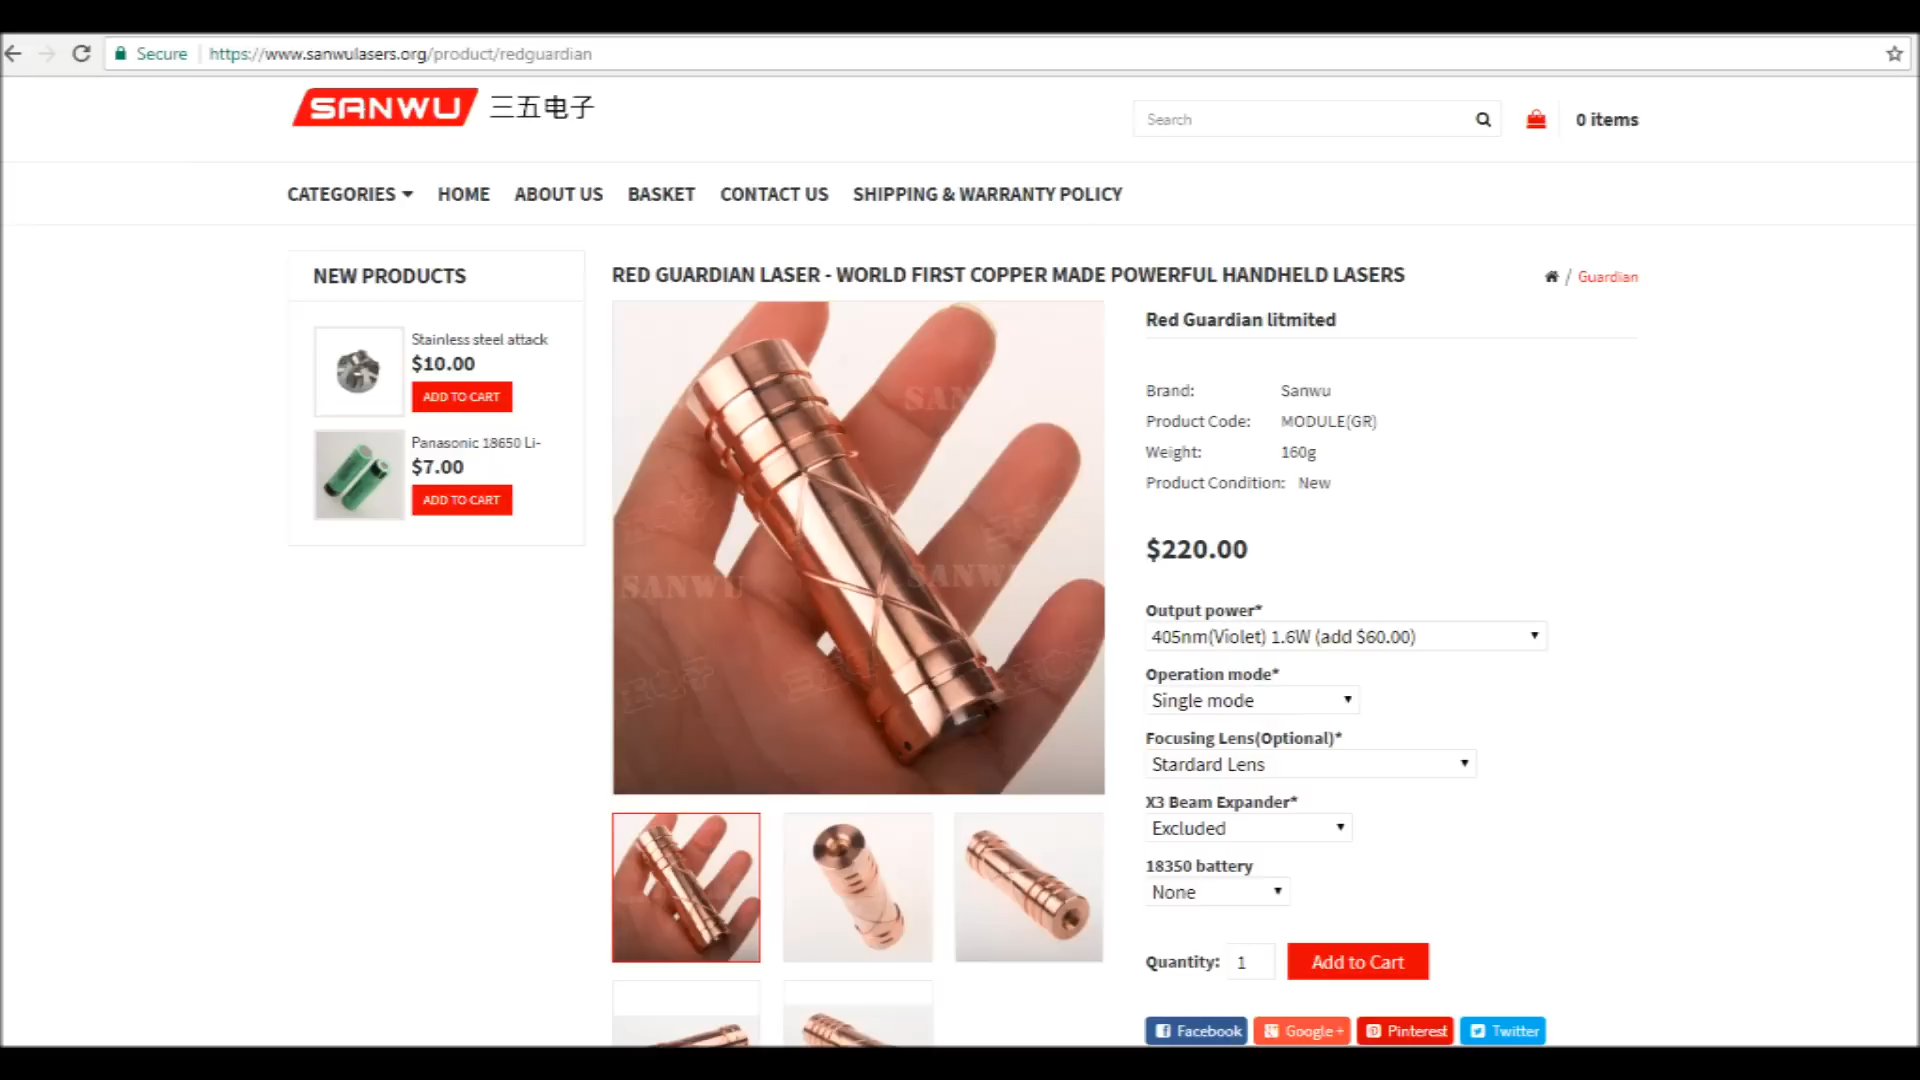 Secure https://www.sanwulasers.org/product/redguardian
SANWU 三五电子
Search
0 items
CATEGORIES HOME ABOUT US BASKET CONTACT US SHIPPING & WARRANTY POLICY
NEW PRODUCTS
Stainless steel attack
$10.00
ADD TO CART
Panasonic 18650 Li-
$7.00
ADD TO CART
RED GUARDIAN LASER - WORLD FIRST COPPER MADE POWERFUL HANDHELD LASERS
/ Guardian
SANWU
SANWU
SANWU
Red Guardian litmited
Brand: Sanwu
Product Code: MODULE(GR)
Weight: 160g
Product Condition: New
$220.00
Output power*
405nm(Violet) 1.6W (add $60.00)
Operation mode*
Single mode
Focusing Lens(Optional)*
Stardard Lens
X3 Beam Expander*
Excluded
18350 battery
None
Quantity: 1 Add to Cart
Facebook Google + Pinterest Twitter